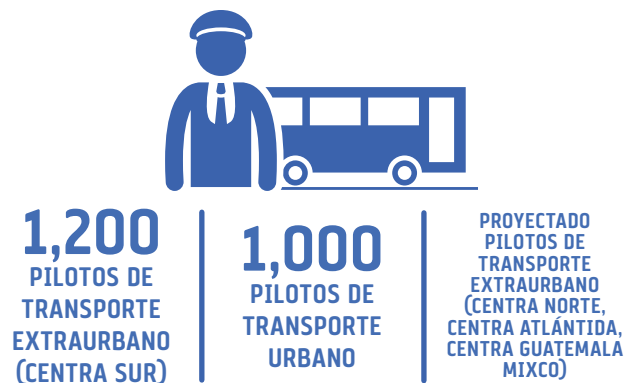 1,200
PILOTOS DE
TRANSPORTE
EXTRAURBANO
(CENTRA SUR)
1,000
PILOTOS DE
TRANSPORTE
URBANO
PROYECTADO
PILOTOS DE
TRANSPORTE
EXTRAURBANO
(CENTRA NORTE,
CENTRA ATLÁNTIDA,
CENTRA GUATEMALA
MIXCO)